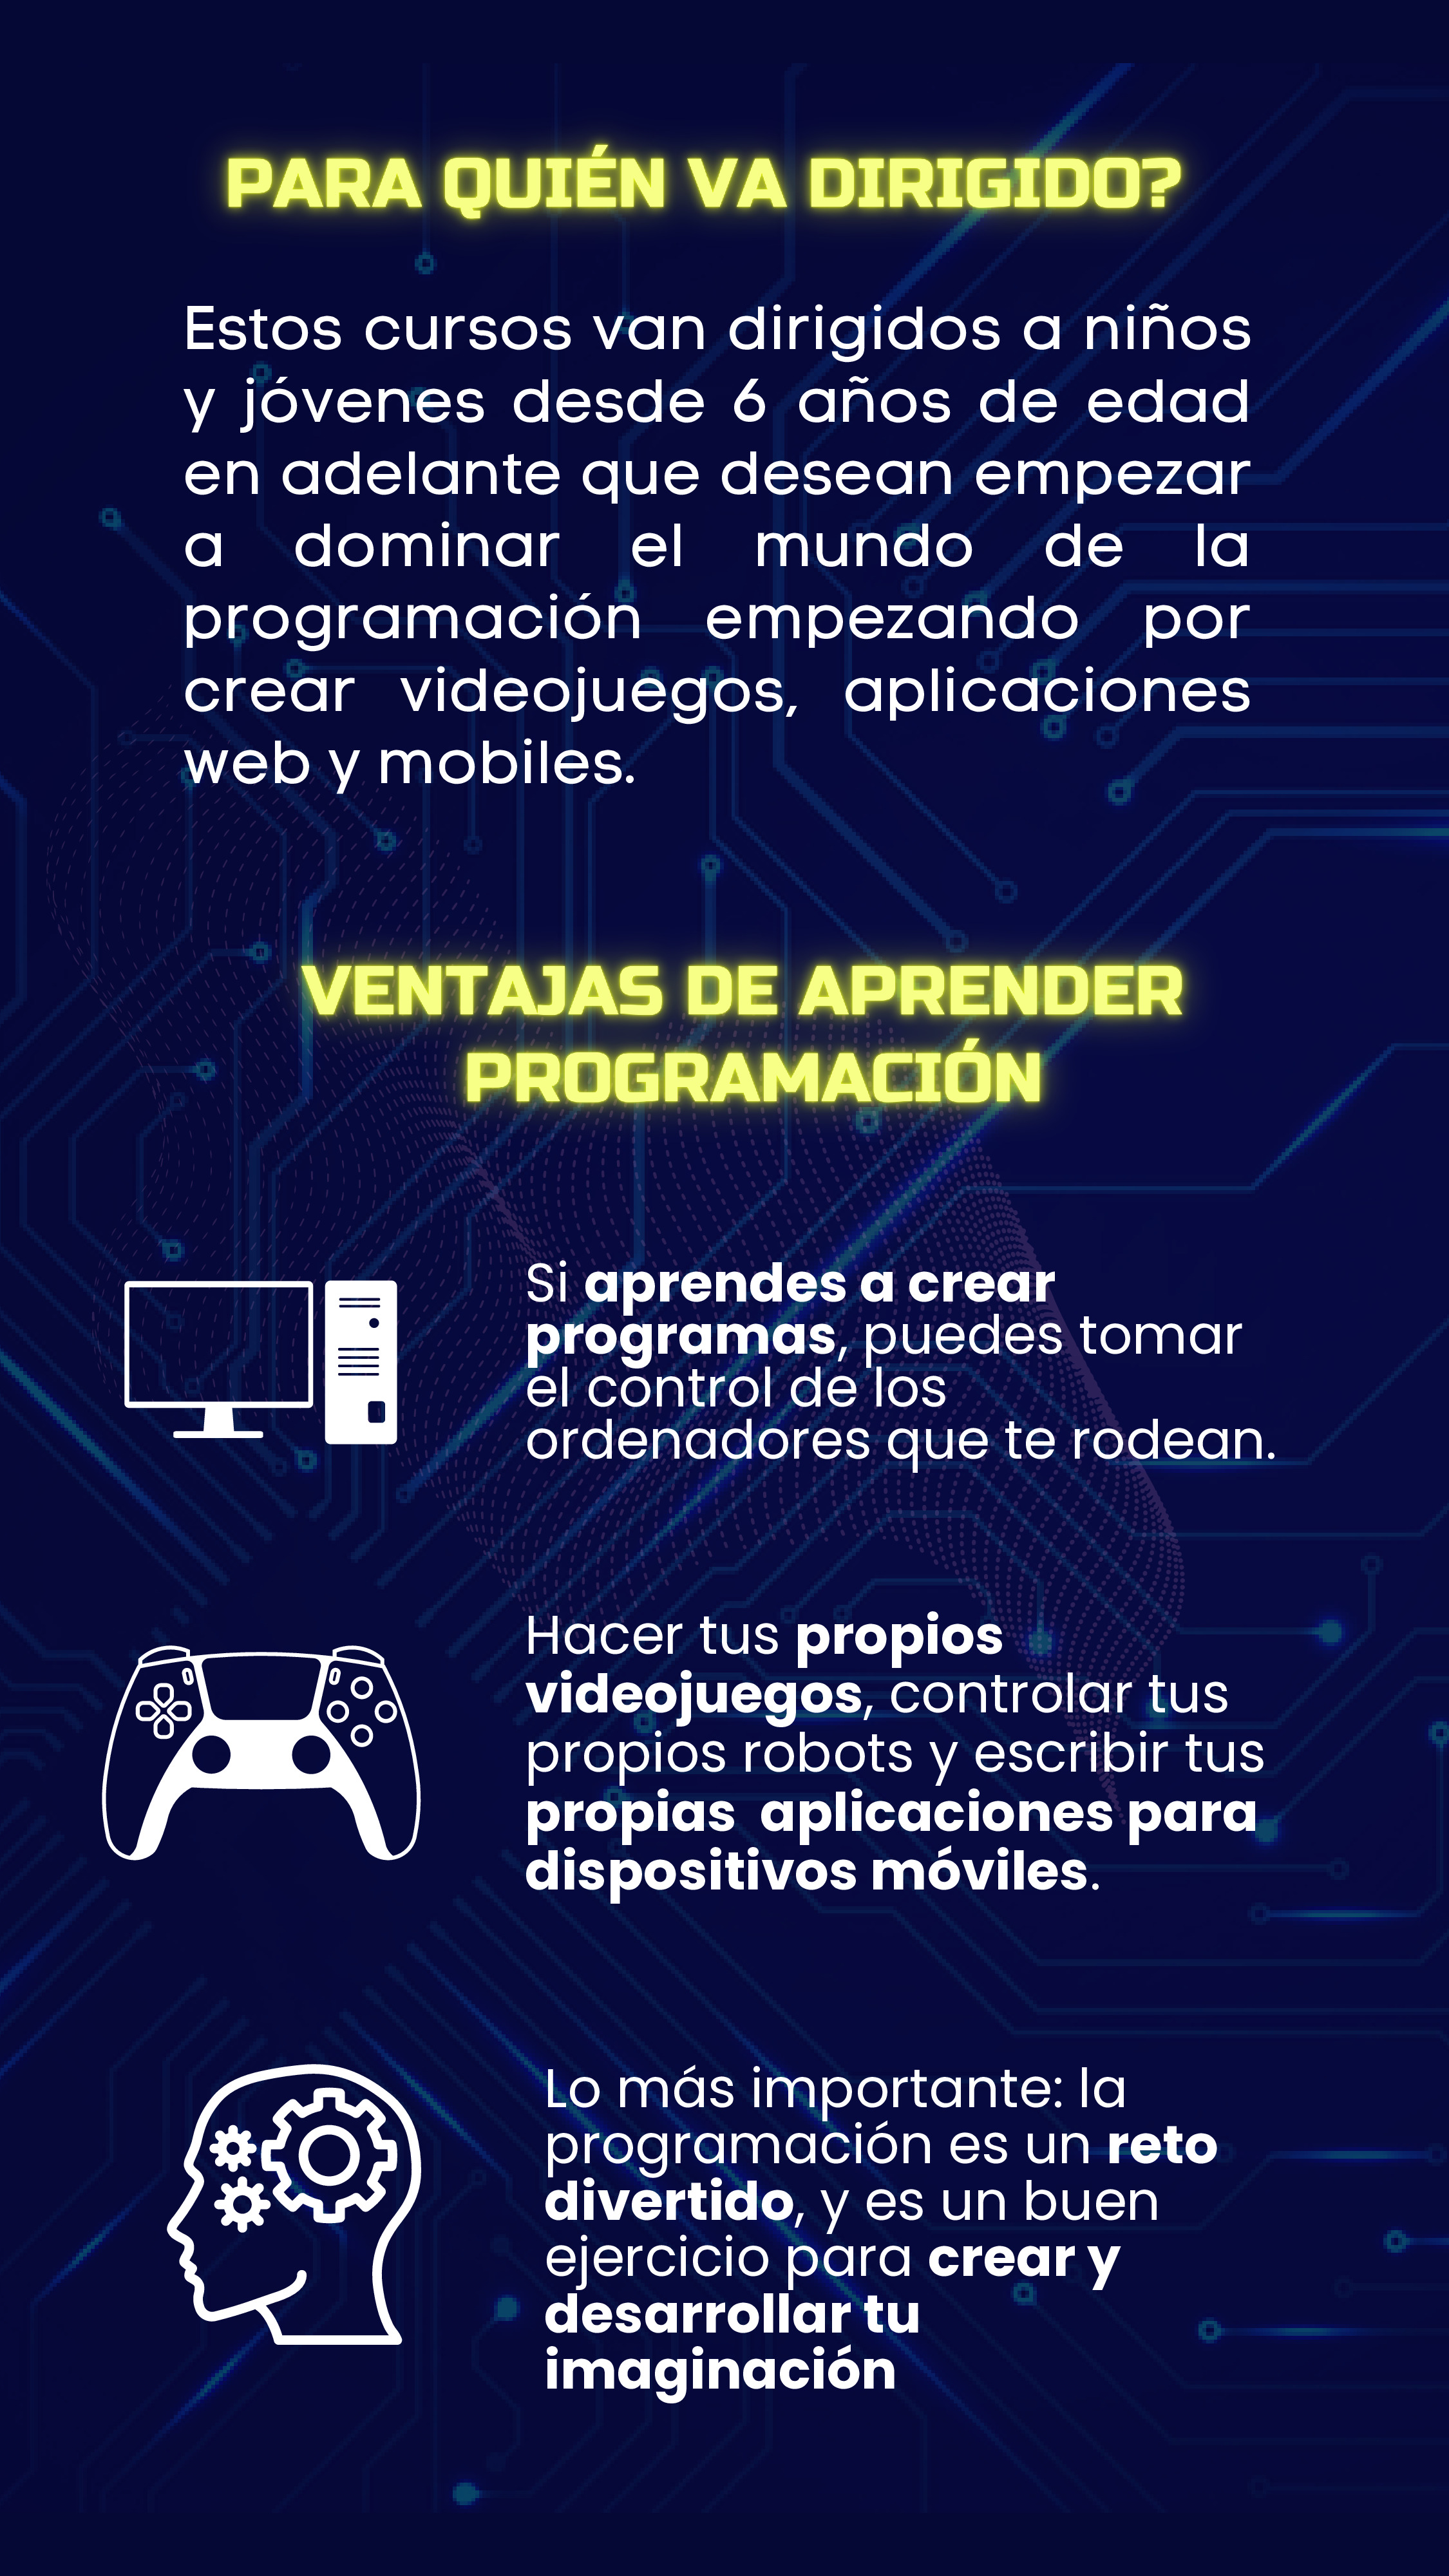 PARA QUIÉN VA DIRIGIDO?
Estos cursos van dirigidos a niños
y jóvenes desde 6 años de edad
en adelante que desean empezar
a dominar el mundo de la
programación empezando por
crear videojuegos, aplicaciones
web y mobiles.
VENTAJAS DE APRENDER
PROGRAMACIÓN
Si aprendes a crear
programas, puedes tomar
el control de los
ordenadores que te rodean.
Hacer tus propios
videojuegos, controlar tus
propios robots y escribir tus
propias aplicaciones para
dispositivos móviles.
Lo más importante: la
programación es un reto
divertido, y es un buen
ejercicio para crear y
desarrollar tu
imaginación